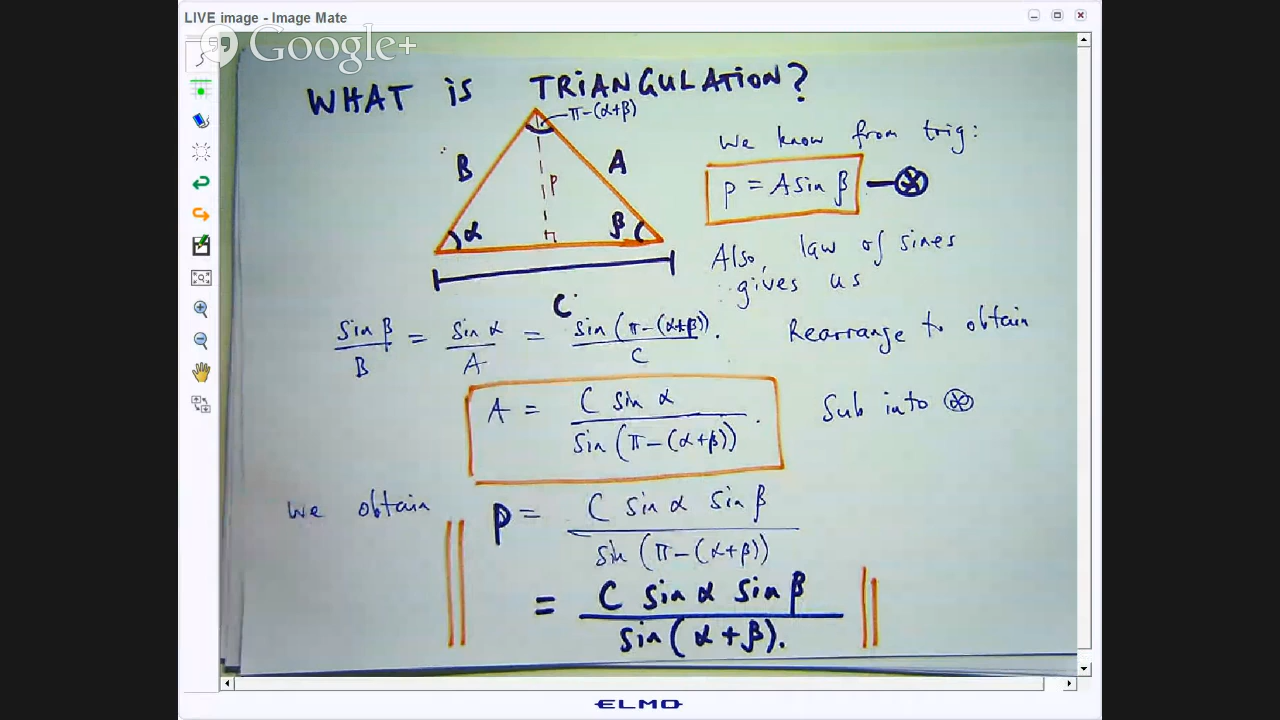 LIVE image - Image Mate
Google+
WHAT is TRiANGULATiON?
π-(α+β)
B
A
p
α
β
C
We know from trig:
p = A sin β — ⊗
Also, law of sines
gives us
sin β / B = sin α / A = sin (π-(α+β)) / C .
Rearrange to obtain
A = C sin α / sin (π-(α+β)) .
Sub into ⊗
We obtain
p = C sin α sin β / sin (π-(α+β))
= C sin α sin β / sin(α+β).
ELMO